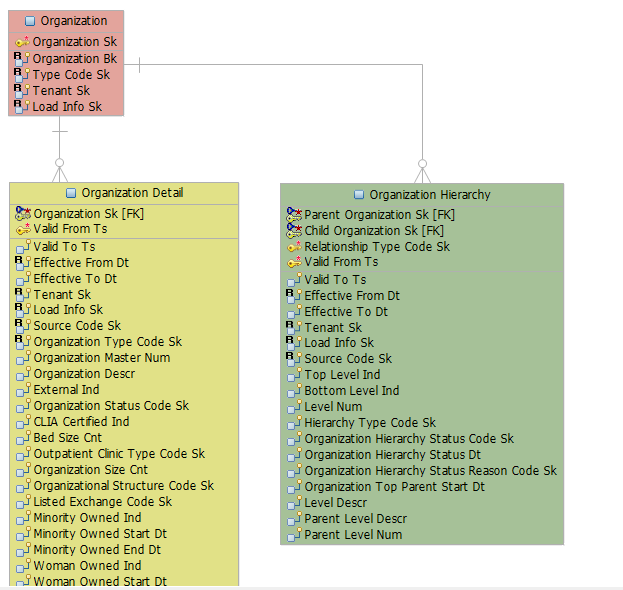 Organization
Organization Sk
Organization Bk
Type Code Sk
Tenant Sk
Load Info Sk
Organization Detail
Organization Sk [FK]
Valid From Ts
Valid To Ts
Effective From Dt
Effective To Dt
Tenant Sk
Load Info Sk
Source Code Sk
Organization Type Code Sk
Organization Master Num
Organization Descr
External Ind
Organization Status Code Sk
CLIA Certified Ind
Bed Size Cnt
Outpatient Clinic Type Code Sk
Organization Size Cnt
Organizational Structure Code Sk
Listed Exchange Code Sk
Minority Owned Ind
Minority Owned Start Dt
Minority Owned End Dt
Woman Owned Ind
Woman Owned Start Dt
Organization Hierarchy
Parent Organization Sk [FK]
Child Organization Sk [FK]
Relationship Type Code Sk
Valid From Ts
Valid To Ts
Effective From Dt
Effective To Dt
Tenant Sk
Load Info Sk
Source Code Sk
Top Level Ind
Bottom Level Ind
Level Num
Hierarchy Type Code Sk
Organization Hierarchy Status Code Sk
Organization Hierarchy Status Dt
Organization Hierarchy Status Reason Code Sk
Organization Top Parent Start Dt
Level Descr
Parent Level Descr
Parent Level Num